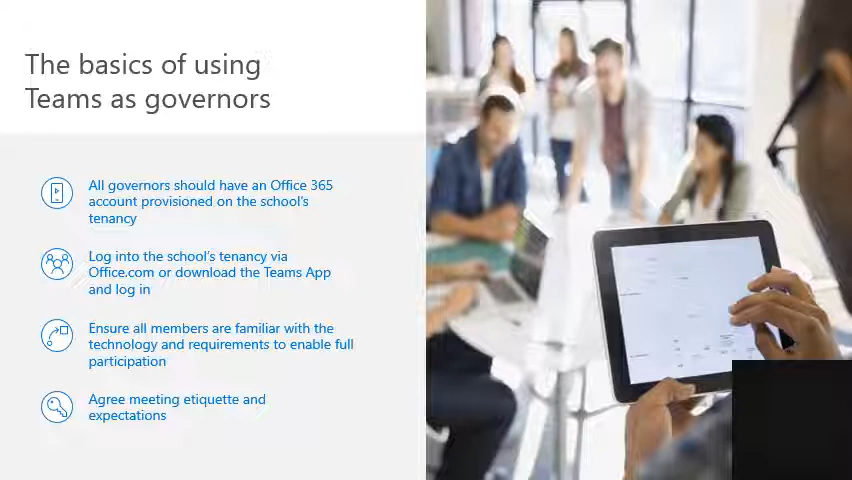 The basics of using
Teams as governors
All governors should have an Office 365
account provisioned on the school's
tenancy
Log into the school's tenancy via
Office.com or download the Teams App
and log in
Ensure all members are familiar with the
technology and requirements to enable full
participation
Agree meeting etiquette and
expectations